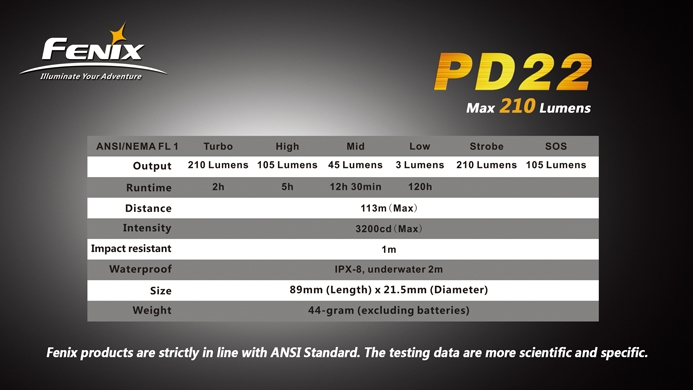 FENIX
Illuminate Your Adventure
PD22
Max 210 Lumens
ANSI/NEMA FL 1 Turbo High Mid Low Strobe SOS
Output 210 Lumens 105 Lumens 45 Lumens 3 Lumens 210 Lumens 105 Lumens
Runtime 2h 5h 12h 30min 120h
Distance 113m(Max)
Intensity 3200cd(Max)
Impact resistant 1m
Waterproof IPX-8, underwater 2m
Size 89mm (Length) x 21.5mm (Diameter)
Weight 44-gram (excluding batteries)
Fenix products are strictly in line with ANSI Standard. The testing data are more scientific and specific.